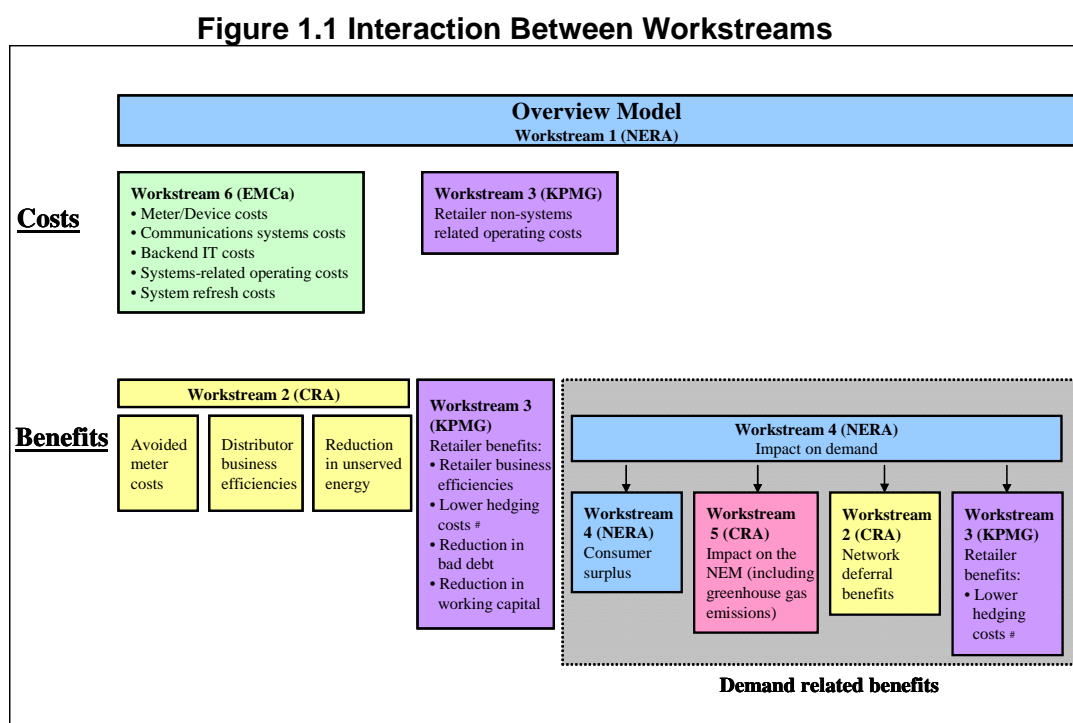 Figure 1.1 Interaction Between Workstreams
Overview Model
Workstream 1 (NERA)
Costs
Workstream 6 (EMCa)
• Meter/Device costs
• Communications systems costs
• Backend IT costs
• Systems-related operating costs
• System refresh costs
Workstream 3 (KPMG)
Retailer non-systems
related operating costs
Benefits
Workstream 2 (CRA)
Avoided
meter
costs
Distributor
business
efficiencies
Reduction
in unserved
energy
Workstream 3
(KPMG)
Retailer benefits:
• Retailer business
efficiencies
• Lower hedging
costs #
• Reduction in
bad debt
• Reduction in
working capital
Workstream 4 (NERA)
Impact on demand
Workstream
4 (NERA)
Consumer
surplus
Workstream
5 (CRA)
Impact on the
NEM (including
greenhouse gas
emissions)
Workstream
2 (CRA)
Network
deferral
benefits
Workstream
3 (KPMG)
Retailer
benefits:
• Lower
hedging
costs #
Demand related benefits